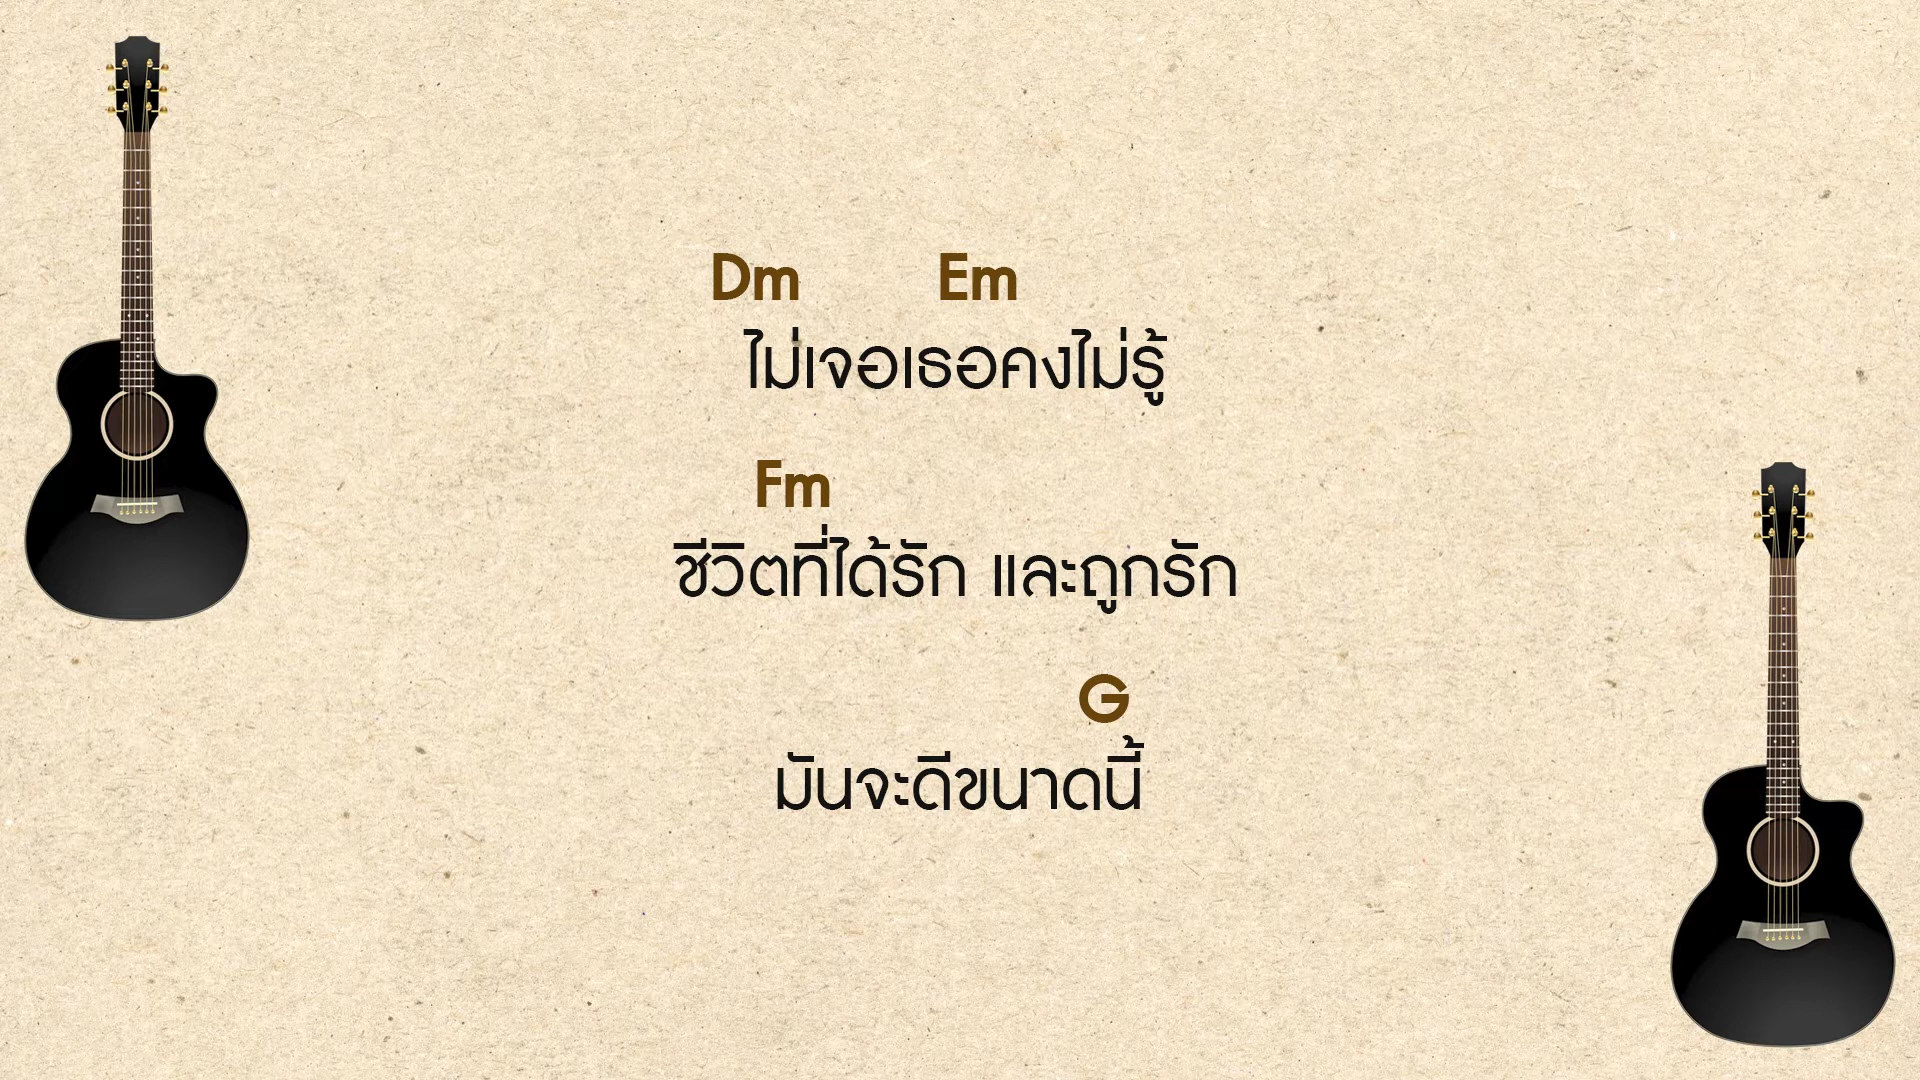 Dm Em
ไม่เจอเธอคงไม่รู้
Fm
ชีวิตที่ได้รัก และถูกรัก
G
มันจะดีขนาดนี้